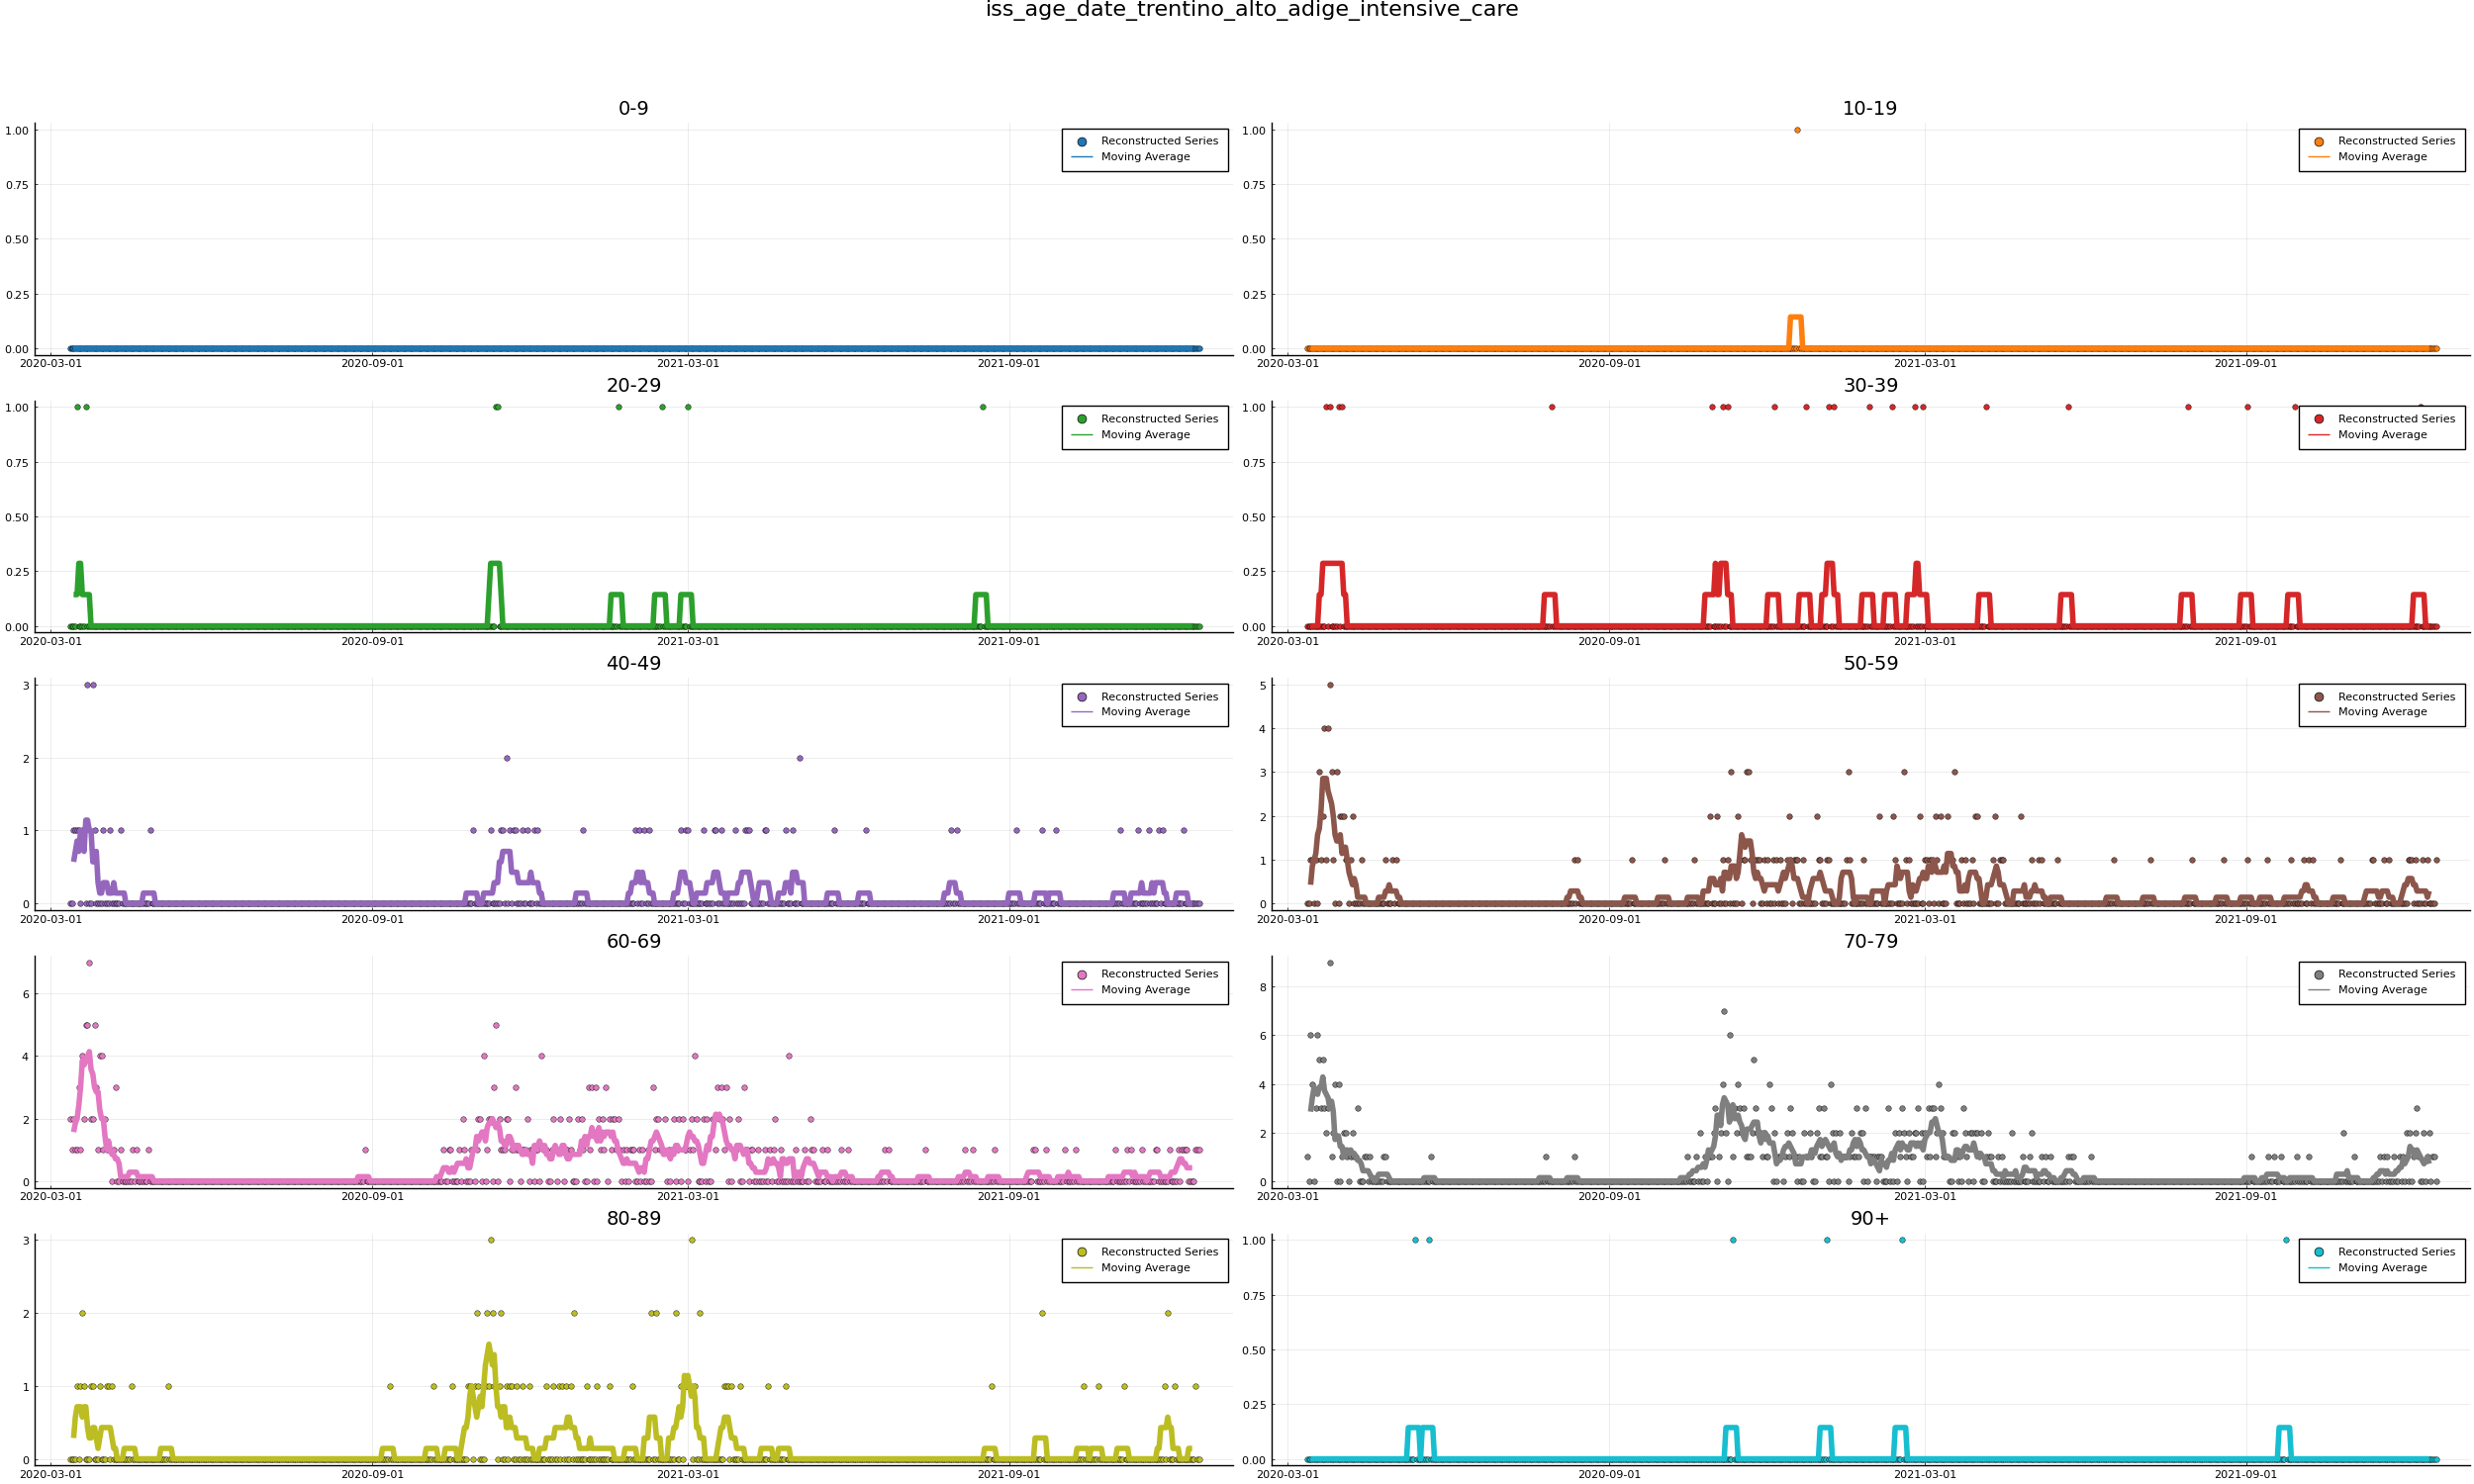 iss_age_date_trentino_alto_adige_intensive_care
0-9
1.00
0.75
0.50
0.25
0.00
Reconstructed Series
Moving Average
2020-03-01 2020-09-01 2021-03-01 2021-09-01
10-19
1.00
0.75
0.50
0.25
0.00
Reconstructed Series
Moving Average
2020-03-01 2020-09-01 2021-03-01 2021-09-01
20-29
1.00
0.75
0.50
0.25
0.00
Reconstructed Series
Moving Average
2020-03-01 2020-09-01 2021-03-01 2021-09-01
30-39
1.00
0.75
0.50
0.25
0.00
Reconstructed Series
Moving Average
2020-03-01 2020-09-01 2021-03-01 2021-09-01
40-49
3
2
1
0
Reconstructed Series
Moving Average
2020-03-01 2020-09-01 2021-03-01 2021-09-01
50-59
5
4
3
2
1
0
Reconstructed Series
Moving Average
2020-03-01 2020-09-01 2021-03-01 2021-09-01
60-69
6
4
2
0
Reconstructed Series
Moving Average
2020-03-01 2020-09-01 2021-03-01 2021-09-01
70-79
8
6
4
2
0
Reconstructed Series
Moving Average
2020-03-01 2020-09-01 2021-03-01 2021-09-01
80-89
3
2
1
0
Reconstructed Series
Moving Average
2020-03-01 2020-09-01 2021-03-01 2021-09-01
90+
1.00
0.75
0.50
0.25
0.00
Reconstructed Series
Moving Average
2020-03-01 2020-09-01 2021-03-01 2021-09-01